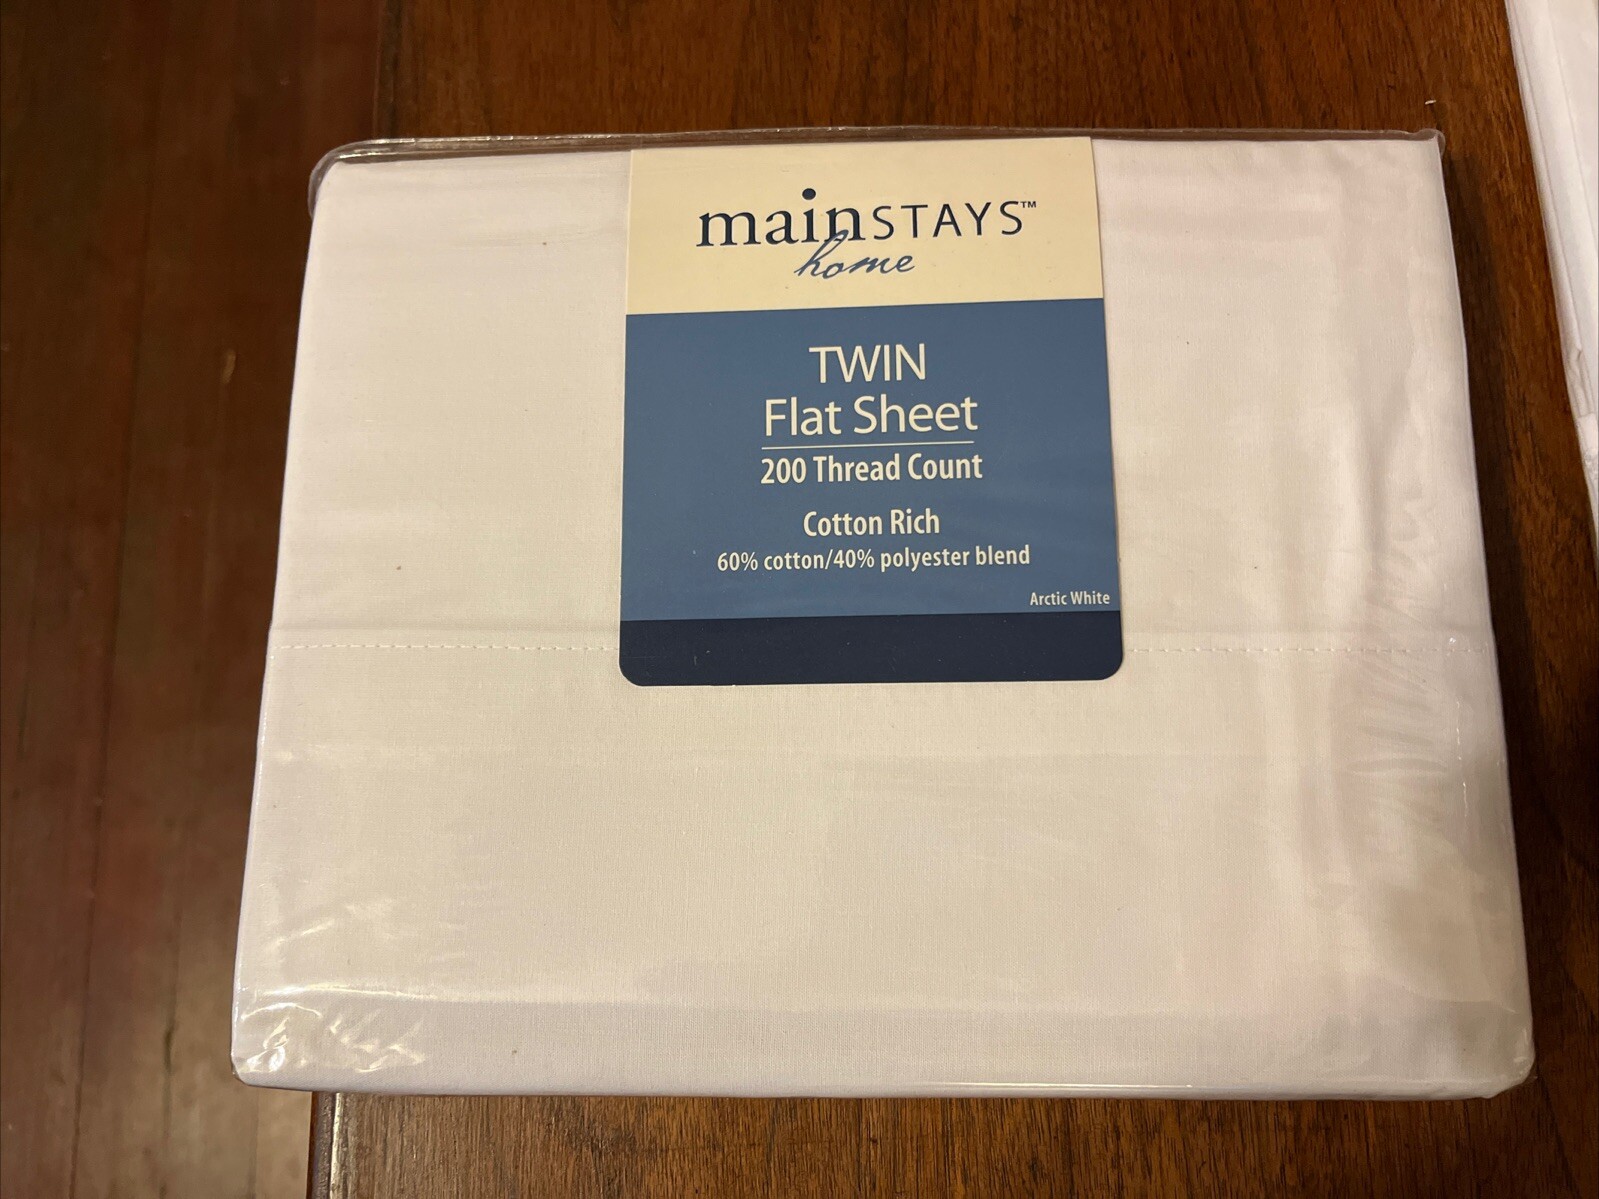 mainSTAYS™
home
TWIN
Flat Sheet
200 Thread Count
Cotton Rich
60% cotton/40% polyester blend
Arctic White